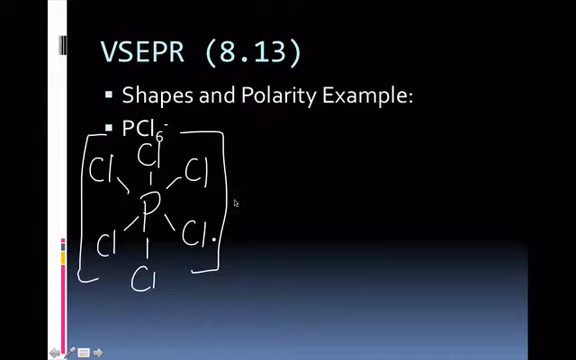 VSEPR (8.13)
▪ Shapes and Polarity Example:
▪ PCl₆⁻
Cl
Cl Cl
P
Cl Cl
Cl